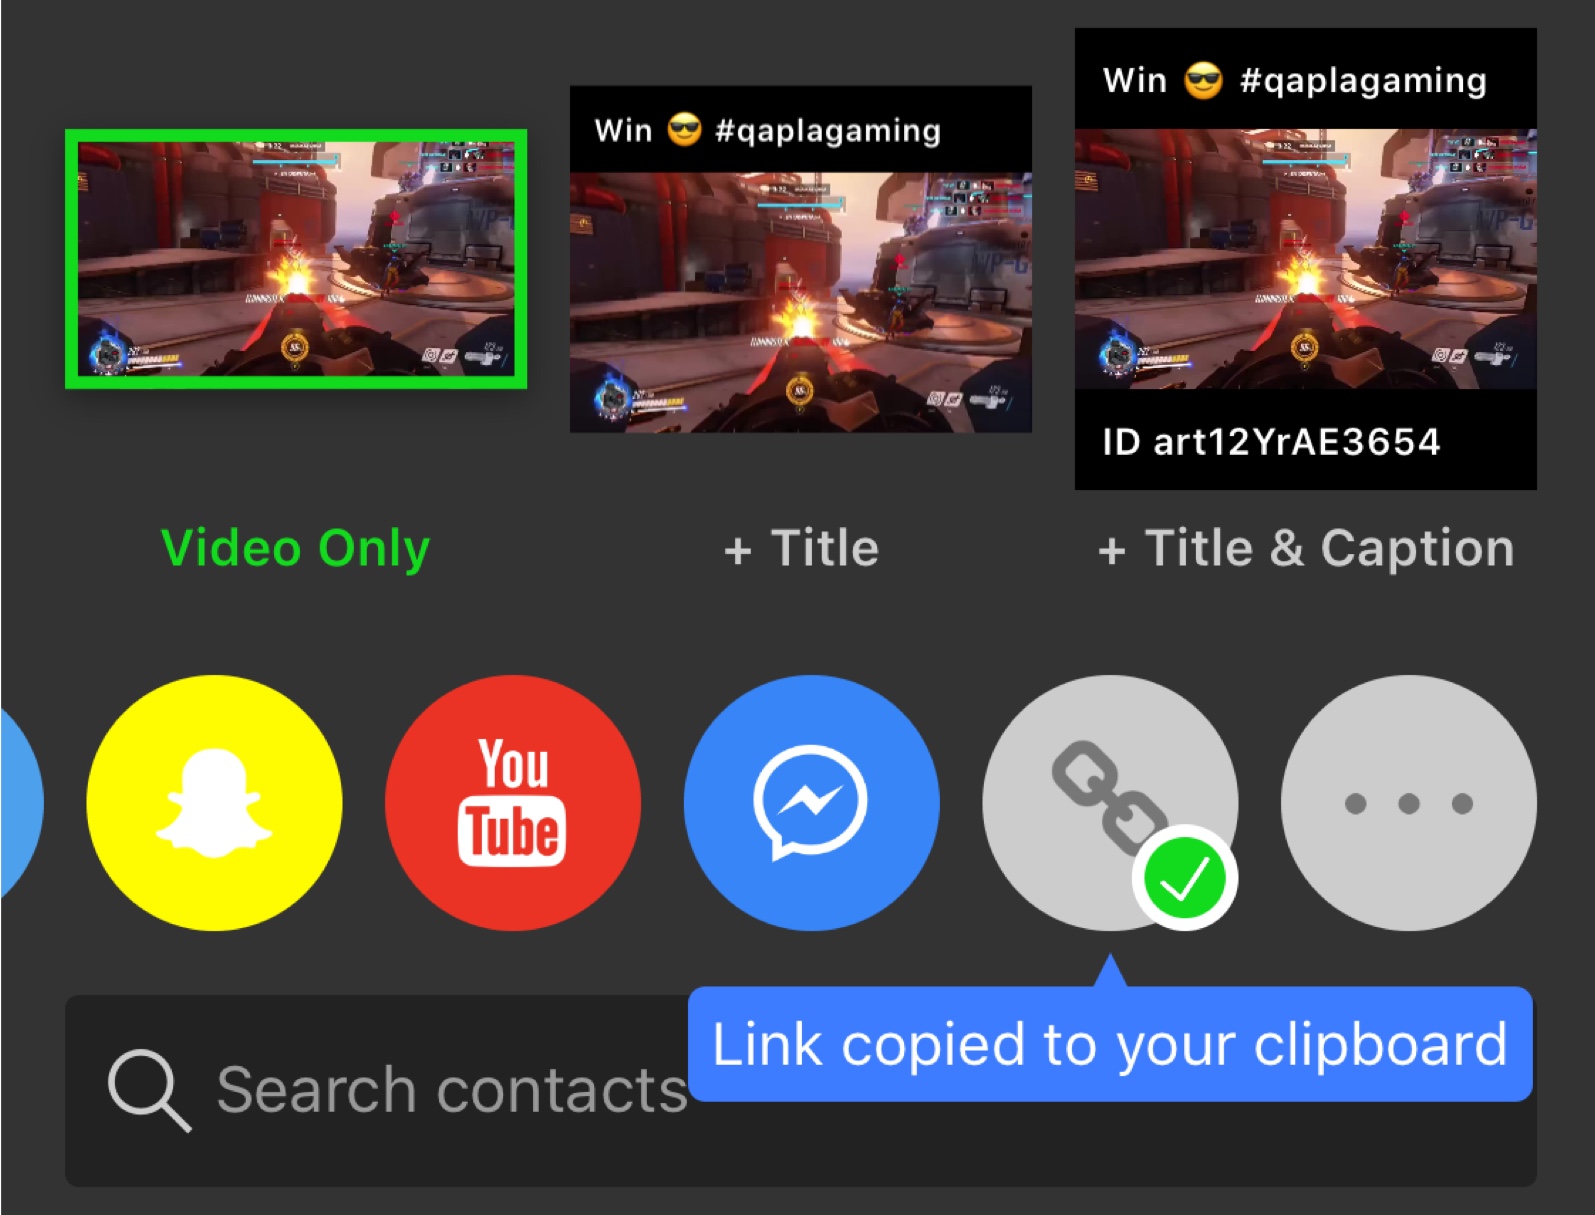 Win 😎 #qaplagaming
Win 😎 #qaplagaming
ID art12YrAE3654
Video Only
+ Title
+ Title & Caption
You
Tube
Link copied to your clipboard
Search contacts